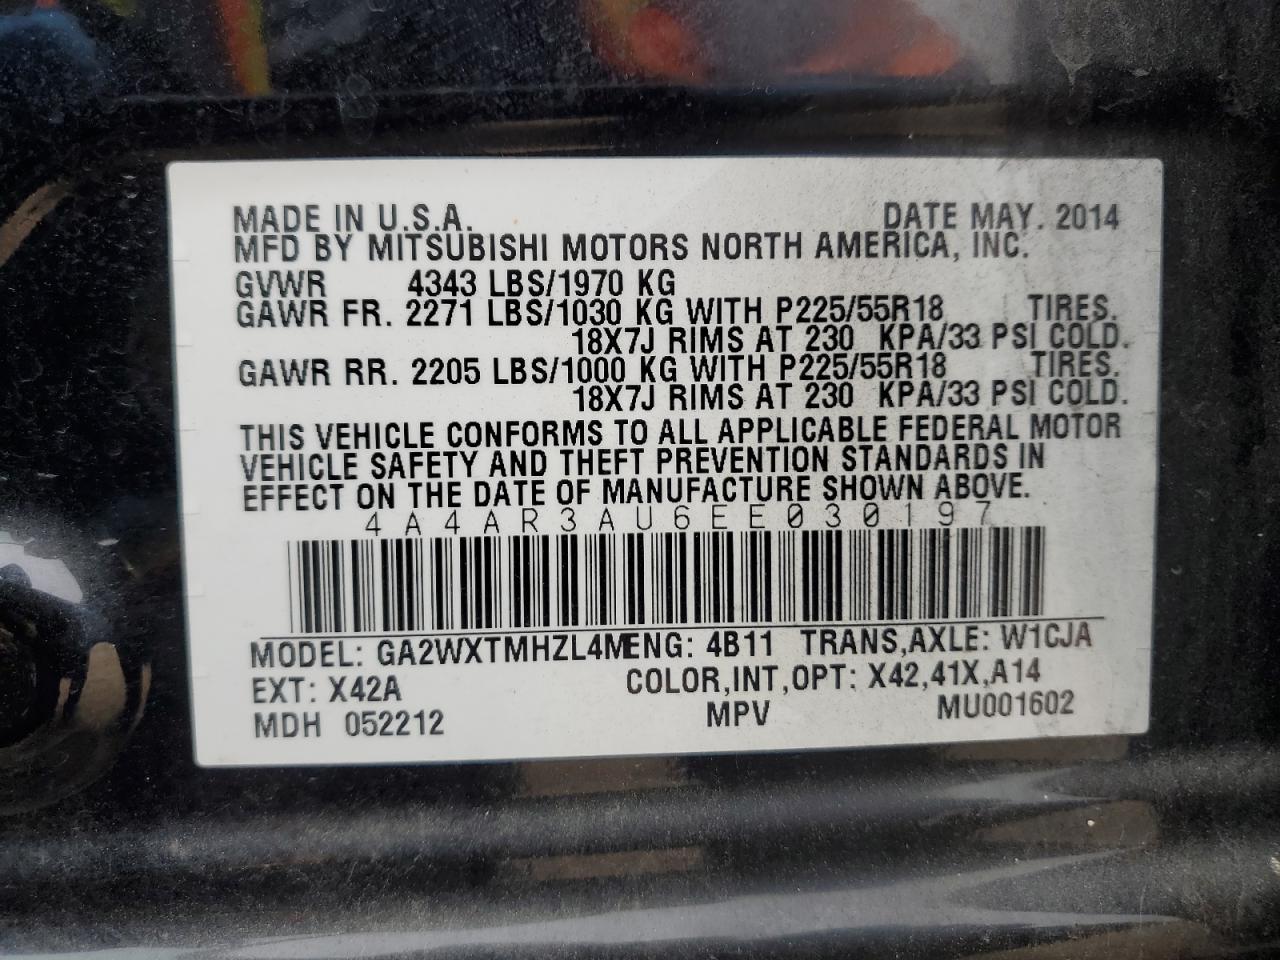 MADE IN U.S.A. DATE MAY. 2014
MFD BY MITSUBISHI MOTORS NORTH AMERICA, INC.
GVWR 4343 LBS/1970 KG
GAWR FR. 2271 LBS/1030 KG WITH P225/55R18 TIRES.
18X7J RIMS AT 230 KPA/33 PSI COLD.
GAWR RR. 2205 LBS/1000 KG WITH P225/55R18 TIRES.
18X7J RIMS AT 230 KPA/33 PSI COLD.
THIS VEHICLE CONFORMS TO ALL APPLICABLE FEDERAL MOTOR
VEHICLE SAFETY AND THEFT PREVENTION STANDARDS IN
EFFECT ON THE DATE OF MANUFACTURE SHOWN ABOVE.
4A4AR3AU6EE030197
MODEL: GA2WXTMHZL4M ENG: 4B11 TRANS,AXLE: W1CJA
EXT: X42A COLOR,INT,OPT: X42,41X,A14
MDH 052212 MPV MU001602